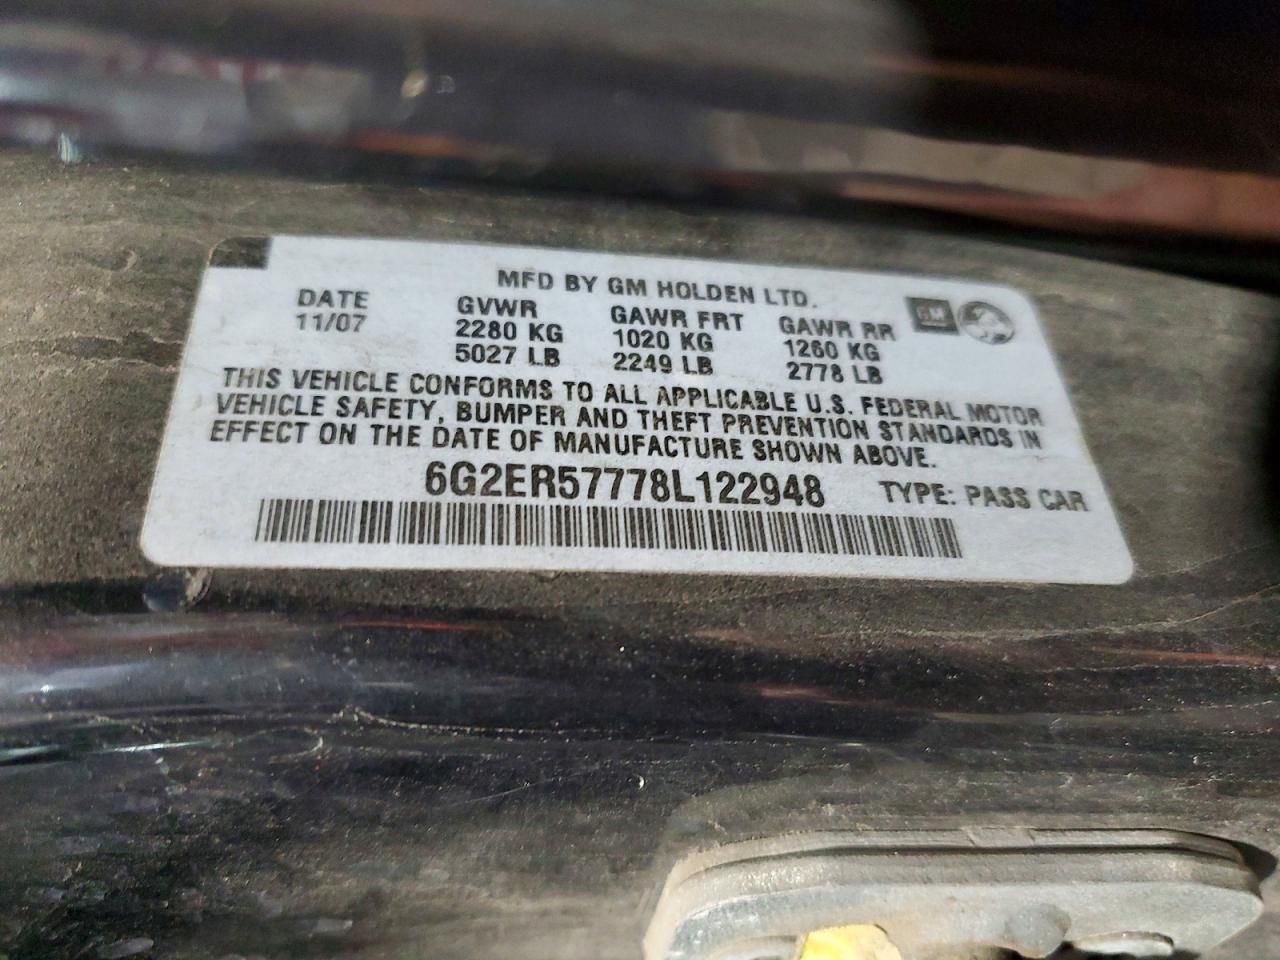 MFD BY GM HOLDEN LTD.
DATE GVWR GAWR FRT GAWR RR GM
11/07 2280 KG 1020 KG 1260 KG
5027 LB 2249 LB 2778 LB
THIS VEHICLE CONFORMS TO ALL APPLICABLE U.S. FEDERAL MOTOR
VEHICLE SAFETY, BUMPER AND THEFT PREVENTION STANDARDS IN
EFFECT ON THE DATE OF MANUFACTURE SHOWN ABOVE.
6G2ER57778L122948 TYPE: PASS CAR